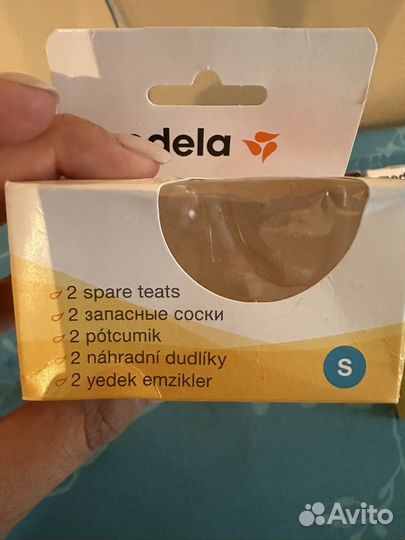 edela
2 spare teats
2 запасные соски
2 pótcumik
2 náhradní dudlíky
2 yedek emzikler
S
Avito